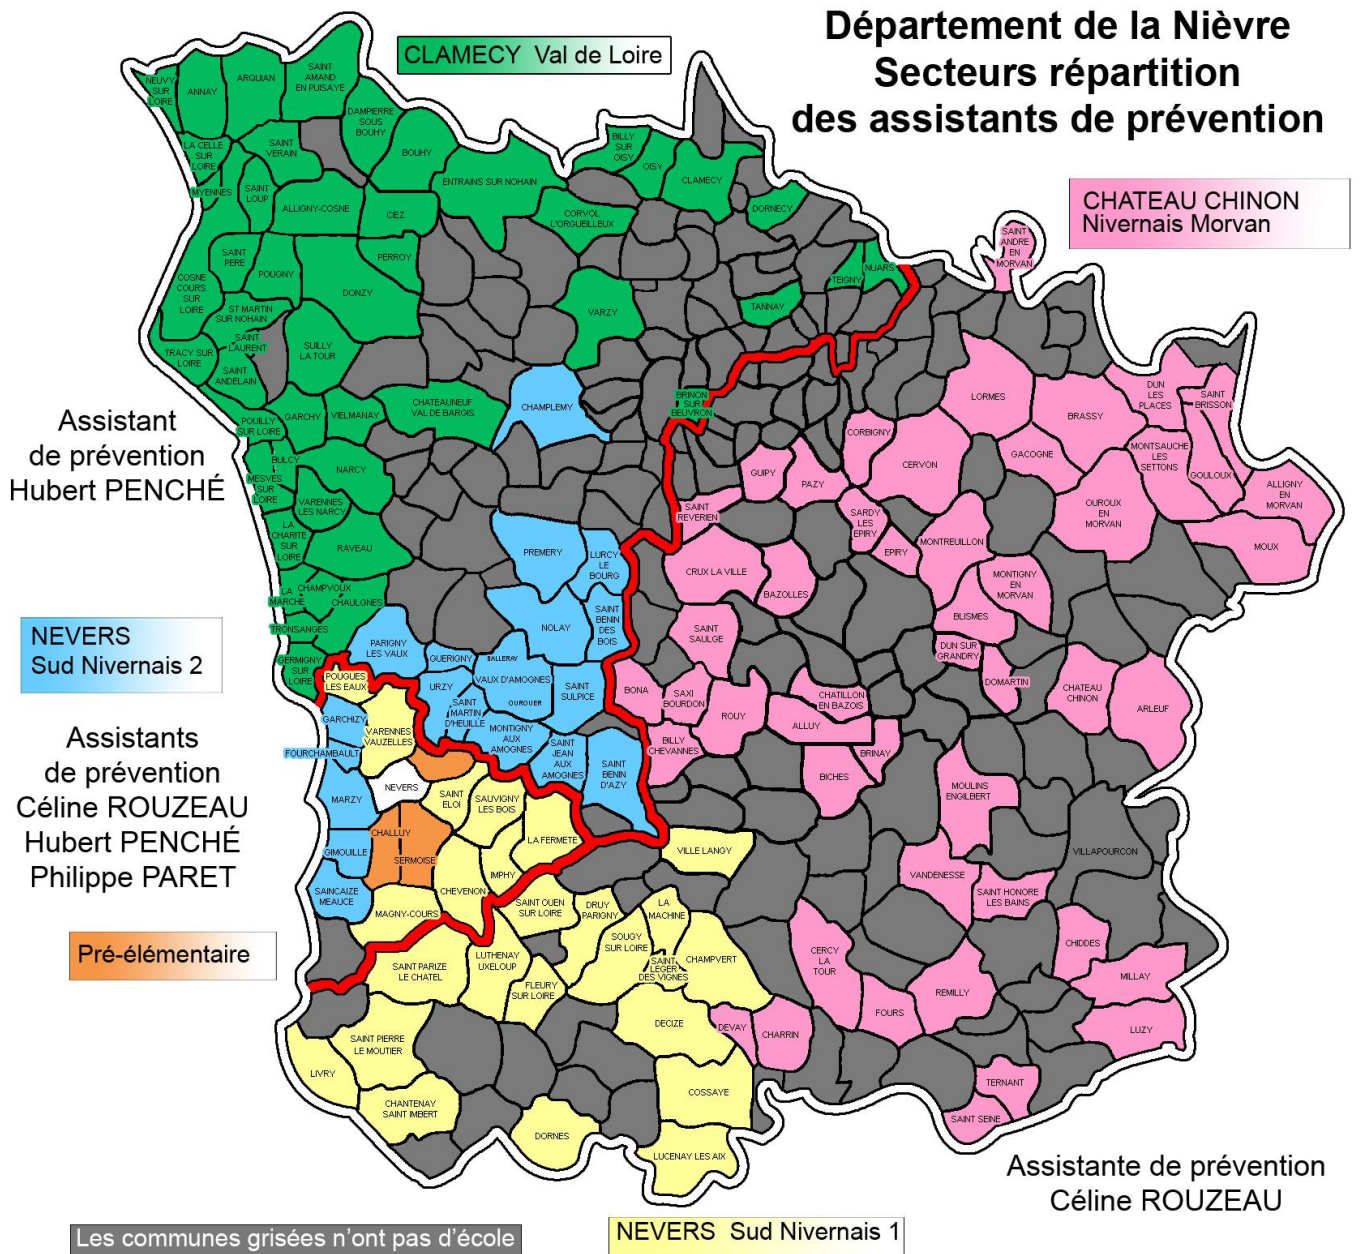 Département de la Nièvre
Secteurs répartition
des assistants de prévention
CLAMECY Val de Loire
CHATEAU CHINON
Nivernais Morvan
NEUVY
SUR
LOIRE
ANNAY
ARQUIAN
SAINT
AMAND
EN PUISAYE
DAMPIERRE
SOUS
BOUHY
BOUHY
LA CELLE
SUR
LOIRE
SAINT
VERAIN
MYENNES
SAINT
LOUP
ALLIGNY-COSNE
CIEZ
ENTRAINS SUR NOHAIN
BILLY
SUR
OISY
OISY
CLAMECY
CORVOL
L'ORGUEILLEUX
DORNECY
SAINT
ANDRE
EN
MORVAN
SAINT
PERE
POUGNY
PERROY
COSNE
COURS
SUR
LOIRE
DONZY
ST MARTIN
SUR NOHAIN
SAINT
LAURENT
SUILLY
LA TOUR
TRACY SUR
LOIRE
SAINT
ANDELAIN
VARZY
TANNAY
TEIGNY
NUARS
POUILLY
SUR LOIRE
GARCHY
VIELMANAY
CHATEAUNEUF
VAL DE BARGIS
CHAMPLEMY
BRINON
SUR
BEUVRON
BULCY
MESVES
SUR
LOIRE
NARCY
VARENNES
LES NARCY
LA
CHARITE
SUR
LOIRE
RAVEAU
LA
MARCHE
CHAMPVOUX
CHAULGNES
TRONSANGES
GERMIGNY
SUR
LOIRE
Assistant
de prévention
Hubert PENCHÉ
LORMES
DUN
LES
PLACES
SAINT
BRISSON
BRASSY
CORBIGNY
CERVON
GACOGNE
MONTSAUCHE
LES
SETTONS
GOULOUX
ALLIGNY
EN
MORVAN
OUROUX
EN
MORVAN
MOUX
GUIPY
PAZY
SAINT
REVERIEN
SARDY
LES
EPIRY
EPIRY
MONTREUILLON
CRUX LA VILLE
BAZOLLES
MONTIGNY
EN
MORVAN
BLISMES
SAINT
SAULGE
DUN SUR
GRANDRY
DOMARTIN
CHATEAU
CHINON
ARLEUF
BONA
SAXI
BOURDON
ROUY
CHATILLON
EN BAZOIS
ALLUY
BILLY
CHEVANNES
BRINAY
BICHES
MOULINS
ENGILBERT
VILLAPOURCON
VANDENESSE
SAINT HONORE
LES BAINS
CHIDDES
CERCY
LA
TOUR
REMILLY
MILLAY
FOURS
LUZY
DEVAY
CHARRIN
TERNANT
SAINT SEINE
NEVERS
Sud Nivernais 2
PREMERY
LURCY
LE
BOURG
NOLAY
SAINT
BENIN
DES
BOIS
PARIGNY
LES VAUX
GUERIGNY
BALLERAY
VAUX D'AMOGNES
OUROUER
URZY
SAINT
MARTIN
D'HEUILLE
SAINT
SULPICE
MONTIGNY
AUX
AMOGNES
SAINT
JEAN
AUX
AMOGNES
SAINT
BENIN
D'AZY
POUGUES
LES EAUX
GARCHIZY
FOURCHAMBAULT
VARENNES
VAUZELLES
MARZY
NEVERS
SAINT
ELOI
SAUVIGNY
LES BOIS
LA FERMETE
CHALLUY
SERMOISE
GIMOUILLE
SAINCAIZE
MEAUCE
CHEVENON
IMPHY
MAGNY-COURS
Assistants
de prévention
Céline ROUZEAU
Hubert PENCHÉ
Philippe PARET
Pré-élémentaire
VILLE LANGY
SAINT OUEN
SUR LOIRE
DRUY
PARIGNY
LA
MACHINE
SOUGY
SUR LOIRE
SAINT
LEGER
DES VIGNES
CHAMPVERT
SAINT PARIZE
LE CHATEL
LUTHENAY
UXELOUP
FLEURY
SUR LOIRE
DECIZE
SAINT PIERRE
LE MOUTIER
LIVRY
CHANTENAY
SAINT IMBERT
COSSAYE
DORNES
LUCENAY LES AIX
Assistante de prévention
Céline ROUZEAU
Les communes grisées n'ont pas d'école
NEVERS Sud Nivernais 1